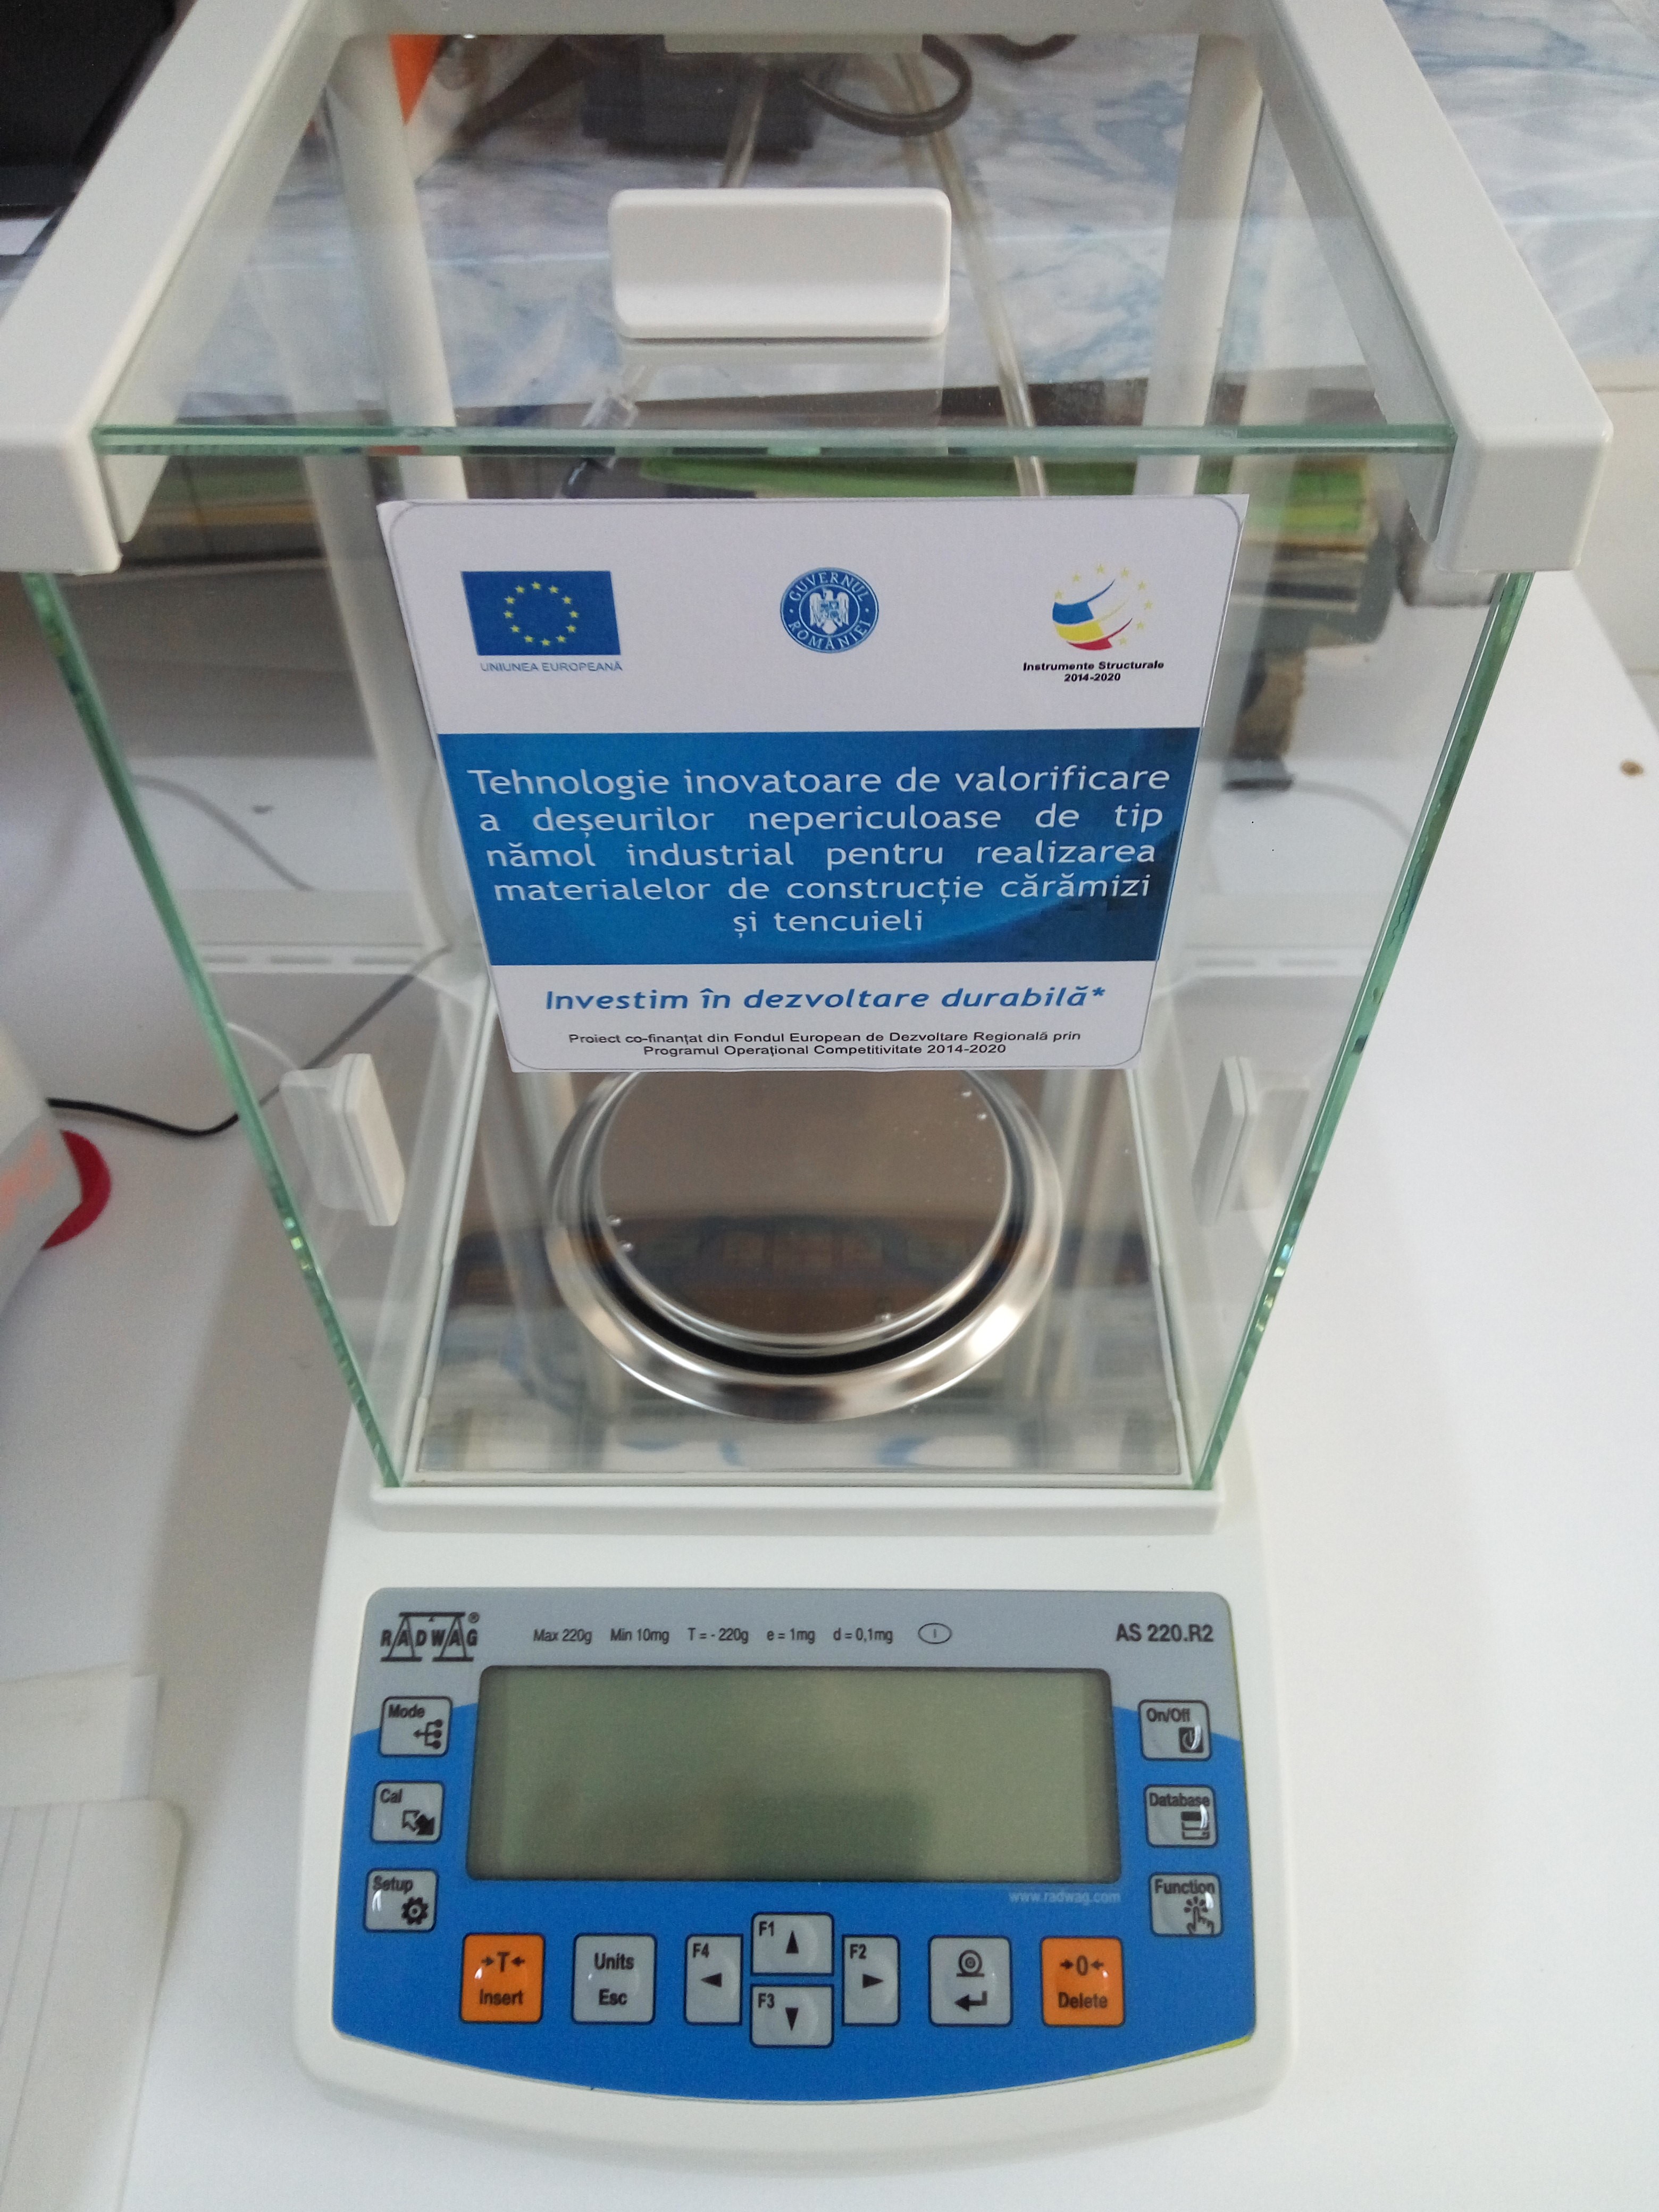 GUVERNUL ROMÂNIEI
UNIUNEA EUROPEANĂ
Instrumente Structurale
2014-2020
Tehnologie inovatoare de valorificare
a deșeurilor nepericuloase de tip
nămol industrial pentru realizarea
materialelor de construcție cărămizi
și tencuieli
Investim în dezvoltare durabilă*
Proiect co-finanțat din Fondul European de Dezvoltare Regională prin
Programul Operațional Competitivitate 2014-2020
RADWAG®
Max 220g Min 10mg T = - 220g e = 1mg d = 0,1mg I
AS 220.R2
Mode
On/Off
Cal
Database
Setup
Function
www.radwag.com
T
Insert
Units
Esc
F4
F1
F3
F2
0
Delete